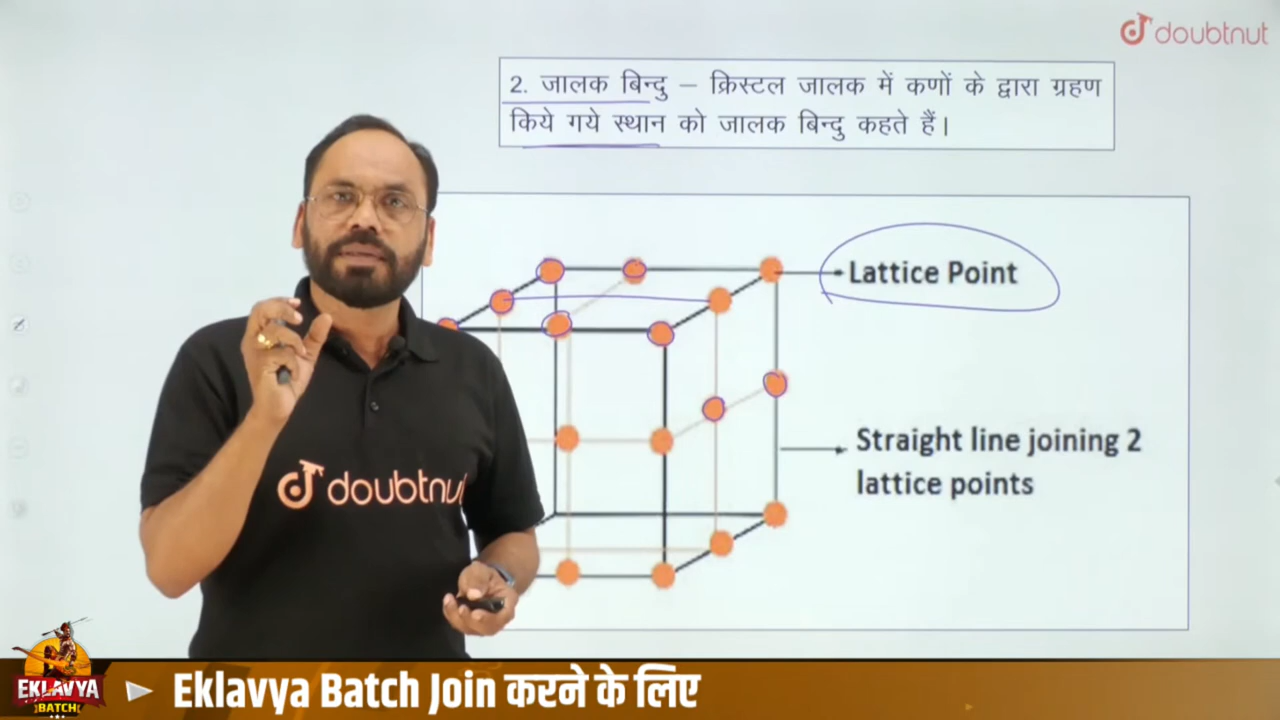 doubtnut
2. जालक बिन्दु – क्रिस्टल जालक में कणों के द्वारा ग्रहण
किये गये स्थान को जालक बिन्दु कहते हैं।
Lattice Point
Straight line joining 2
lattice points
doubtnut
EKLAVYA
BATCH
Eklavya Batch Join करने के लिए